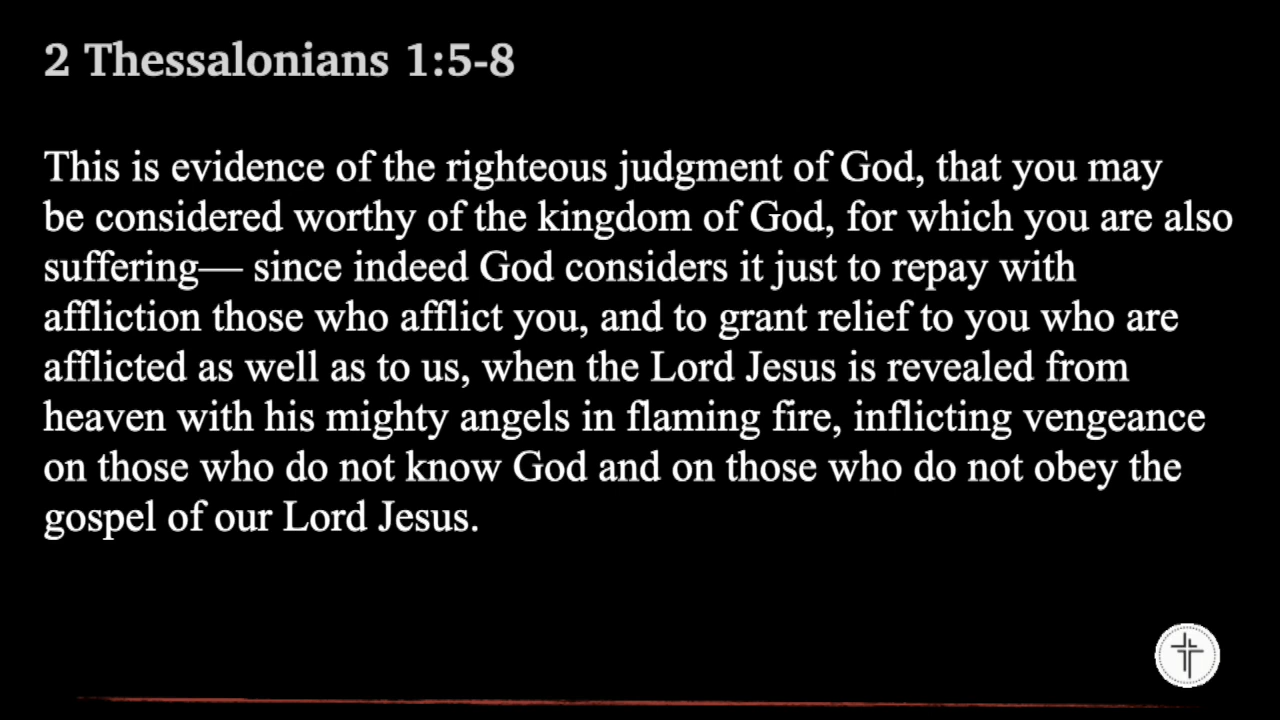 2 Thessalonians 1:5-8
This is evidence of the righteous judgment of God, that you may
be considered worthy of the kingdom of God, for which you are also
suffering— since indeed God considers it just to repay with
affliction those who afflict you, and to grant relief to you who are
afflicted as well as to us, when the Lord Jesus is revealed from
heaven with his mighty angels in flaming fire, inflicting vengeance
on those who do not know God and on those who do not obey the
gospel of our Lord Jesus.